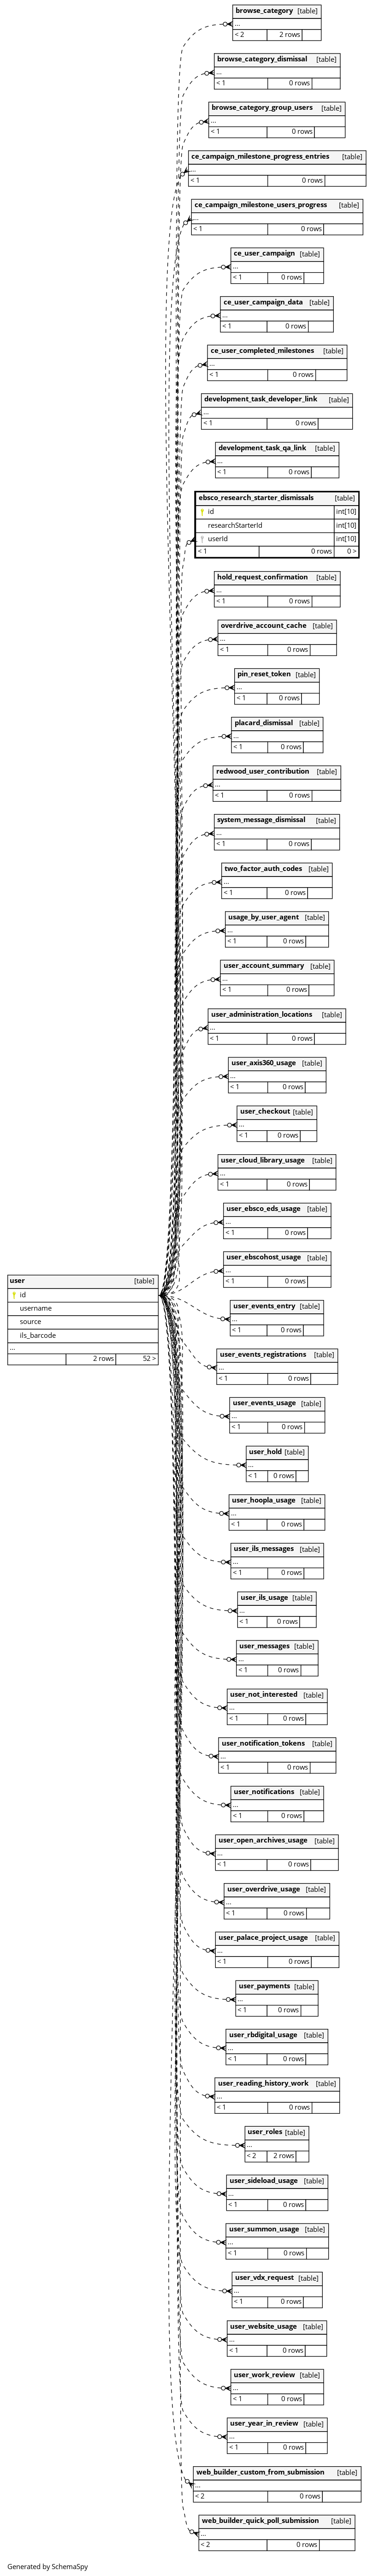 browse_category [table]
...
< 2 2 rows
browse_category_dismissal [table]
...
< 1 0 rows
browse_category_group_users [table]
...
< 1 0 rows
ce_campaign_milestone_progress_entries [table]
...
< 1 0 rows
ce_campaign_milestone_users_progress [table]
...
< 1 0 rows
ce_user_campaign [table]
...
< 1 0 rows
ce_user_campaign_data [table]
...
< 1 0 rows
ce_user_completed_milestones [table]
...
< 1 0 rows
development_task_developer_link [table]
...
< 1 0 rows
development_task_qa_link [table]
...
< 1 0 rows
ebsco_research_starter_dismissals [table]
id int[10]
researchStarterId int[10]
userId int[10]
< 1 0 rows 0 >
hold_request_confirmation [table]
...
< 1 0 rows
overdrive_account_cache [table]
...
< 1 0 rows
pin_reset_token [table]
...
< 1 0 rows
placard_dismissal [table]
...
< 1 0 rows
redwood_user_contribution [table]
...
< 1 0 rows
system_message_dismissal [table]
...
< 1 0 rows
two_factor_auth_codes [table]
...
< 1 0 rows
usage_by_user_agent [table]
...
< 1 0 rows
user_account_summary [table]
...
< 1 0 rows
user_administration_locations [table]
...
< 1 0 rows
user_axis360_usage [table]
...
< 1 0 rows
user_checkout [table]
...
< 1 0 rows
user_cloud_library_usage [table]
...
< 1 0 rows
user_ebsco_eds_usage [table]
...
< 1 0 rows
user_ebscohost_usage [table]
...
< 1 0 rows
user [table]
id
username
source
ils_barcode
...
2 rows 52 >
user_events_entry [table]
...
< 1 0 rows
user_events_registrations [table]
...
< 1 0 rows
user_events_usage [table]
...
< 1 0 rows
user_hold [table]
...
< 1 0 rows
user_hoopla_usage [table]
...
< 1 0 rows
user_ils_messages [table]
...
< 1 0 rows
user_ils_usage [table]
...
< 1 0 rows
user_messages [table]
...
< 1 0 rows
user_not_interested [table]
...
< 1 0 rows
user_notification_tokens [table]
...
< 1 0 rows
user_notifications [table]
...
< 1 0 rows
user_open_archives_usage [table]
...
< 1 0 rows
user_overdrive_usage [table]
...
< 1 0 rows
user_palace_project_usage [table]
...
< 1 0 rows
user_payments [table]
...
< 1 0 rows
user_rbdigital_usage [table]
...
< 1 0 rows
user_reading_history_work [table]
...
< 1 0 rows
user_roles [table]
...
< 2 2 rows
user_sideload_usage [table]
...
< 1 0 rows
user_summon_usage [table]
...
< 1 0 rows
user_vdx_request [table]
...
< 1 0 rows
user_website_usage [table]
...
< 1 0 rows
user_work_review [table]
...
< 1 0 rows
user_year_in_review [table]
...
< 1 0 rows
web_builder_custom_from_submission [table]
...
< 2 0 rows
web_builder_quick_poll_submission [table]
...
< 2 0 rows
Generated by SchemaSpy